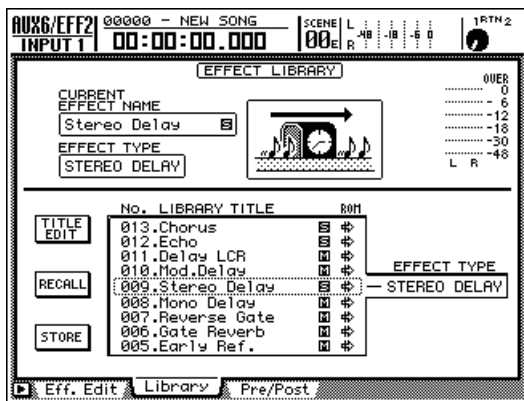 AUX6/EFF2 00000 - NEW SONG SCENE L 1RTN2
INPUT 1 00:00:00.000 00E R -48 -18 -6 0
EFFECT LIBRARY
OVER
0
CURRENT
EFFECT NAME
- 6
Stereo Delay S
-12
-18
EFFECT TYPE
-30
STEREO DELAY
-48
L R
No. LIBRARY TITLE ROM
TITLE EDIT
013.Chorus S
012.Echo S
011.Delay LCR M
010.Mod.Delay M
EFFECT TYPE
RECALL
009.Stereo Delay S STEREO DELAY
008.Mono Delay M
007.Reverse Gate M
STORE
006.Gate Reverb M
005.Early Ref. M
Eff. Edit Library Pre/Post